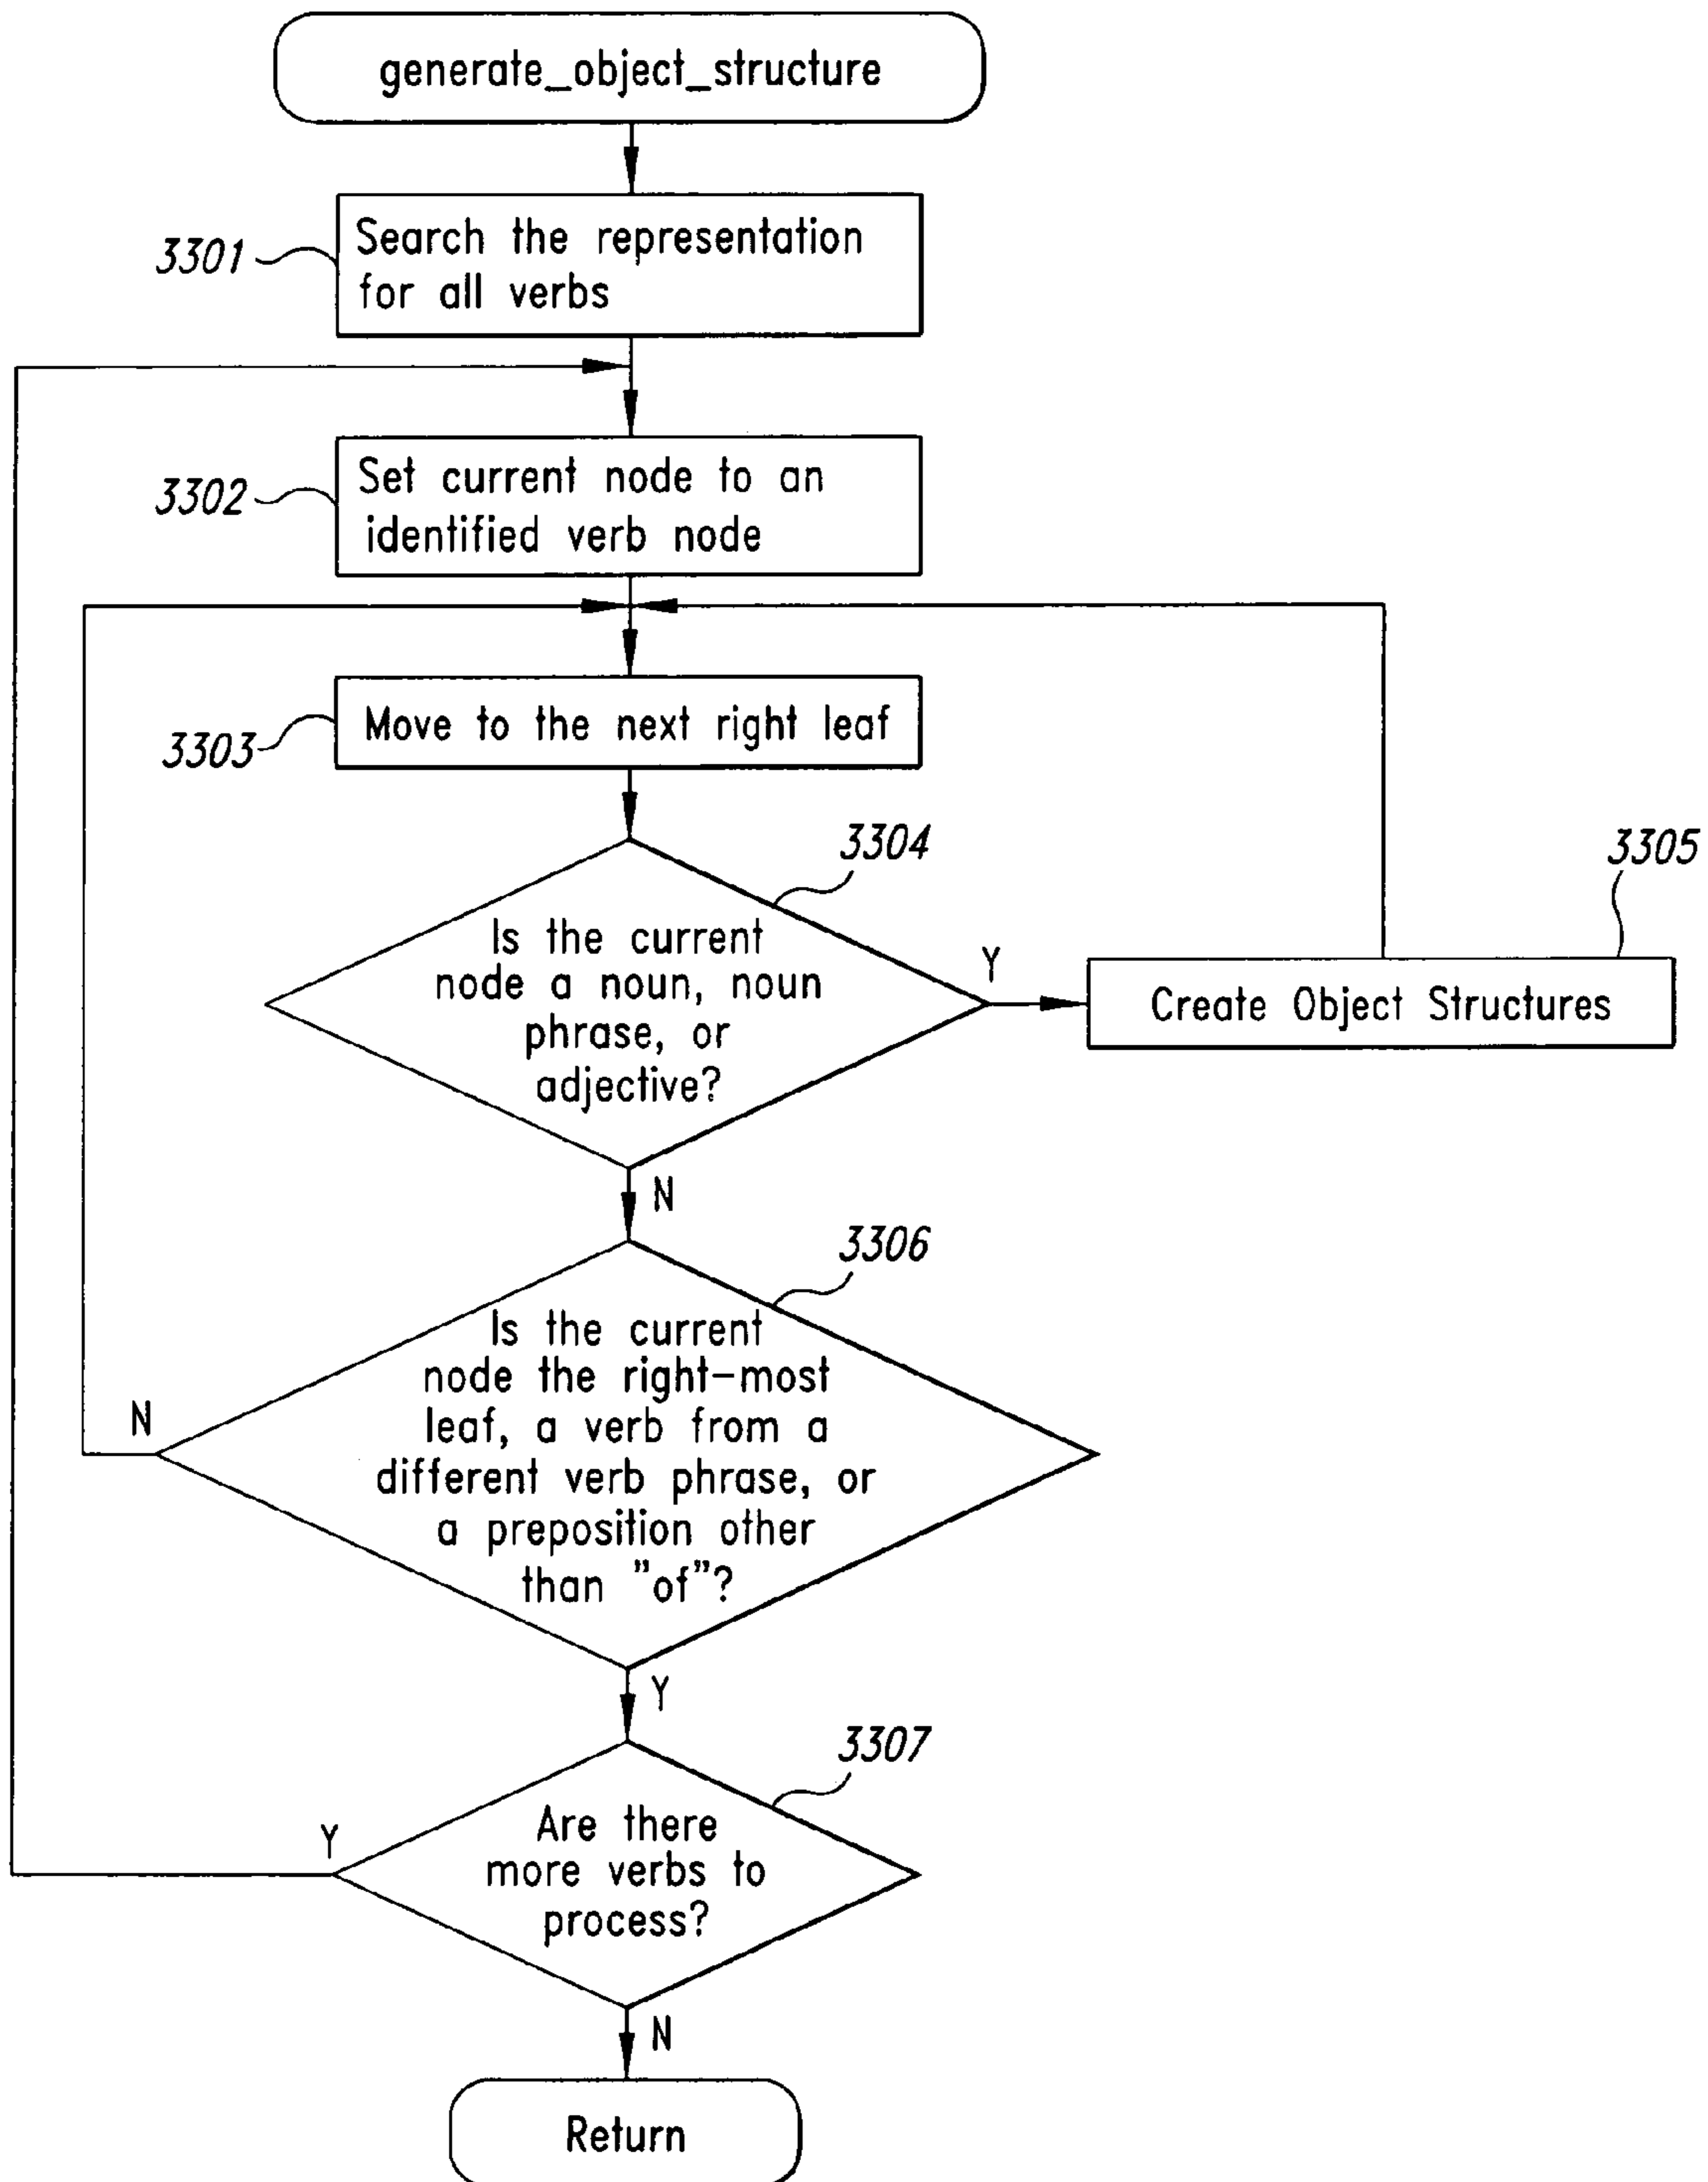 generate_object_structure
3301
Search the representation
for all verbs
3302
Set current node to an
identified verb node
3303
Move to the next right leaf
3304
Is the current
node a noun, noun
phrase, or
adjective?
Y
3305
Create Object Structures
N
3306
Is the current
node the right-most
leaf, a verb from a
different verb phrase, or
a preposition other
than "of"?
N
Y
3307
Are there
more verbs to
process?
Y
N
Return